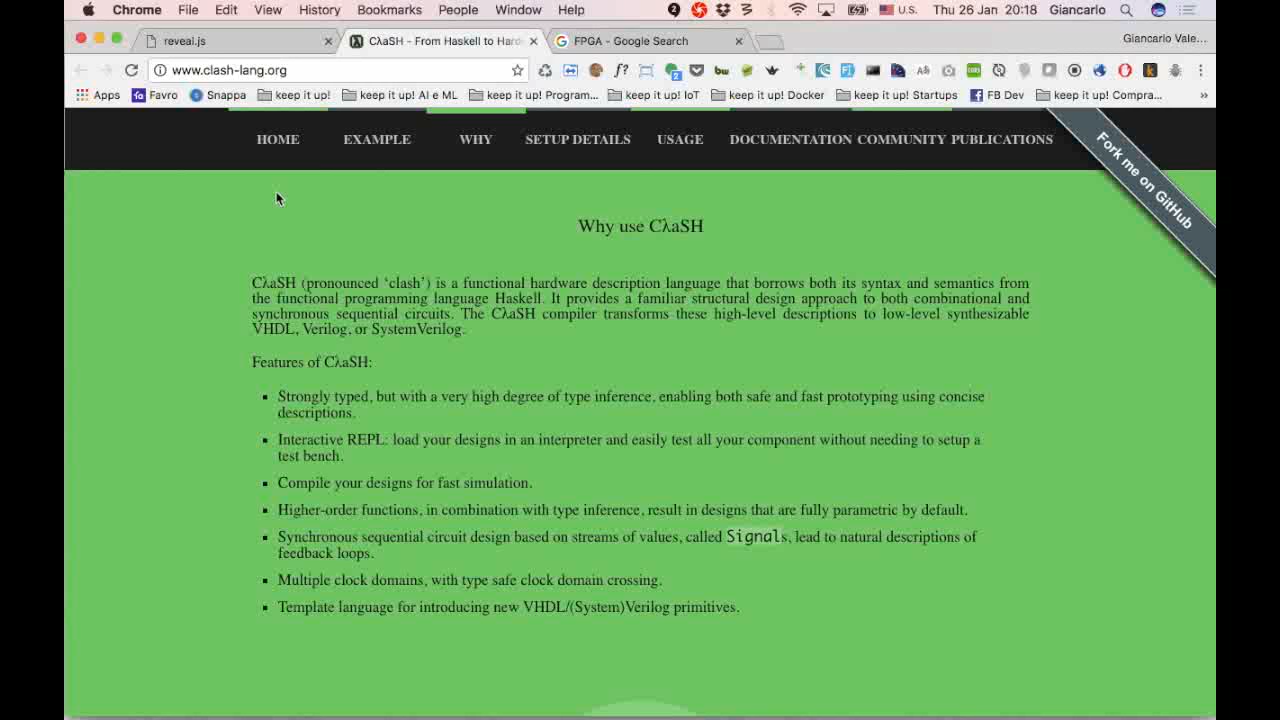 Chrome File Edit View History Bookmarks People Window Help 2 U.S. Thu 26 Jan 20:18 Giancarlo
reveal.js CλaSH - From Haskell to Hard FPGA - Google Search Giancarlo Vale...
www.clash-lang.org
Apps Favro Snappa keep it up! keep it up! AI e ML keep it up! Program... keep it up! IoT keep it up! Docker keep it up! Startups FB Dev keep it up! Compra... »
HOME EXAMPLE WHY SETUP DETAILS USAGE DOCUMENTATION COMMUNITY PUBLICATIONS
Fork me on GitHub
Why use CλaSH
CλaSH (pronounced ‘clash’) is a functional hardware description language that borrows both its syntax and semantics from
the functional programming language Haskell. It provides a familiar structural design approach to both combinational and
synchronous sequential circuits. The CλaSH compiler transforms these high-level descriptions to low-level synthesizable
VHDL, Verilog, or SystemVerilog.
Features of CλaSH:
Strongly typed, but with a very high degree of type inference, enabling both safe and fast prototyping using concise
descriptions.
Interactive REPL: load your designs in an interpreter and easily test all your component without needing to setup a
test bench.
Compile your designs for fast simulation.
Higher-order functions, in combination with type inference, result in designs that are fully parametric by default.
Synchronous sequential circuit design based on streams of values, called Signals, lead to natural descriptions of
feedback loops.
Multiple clock domains, with type safe clock domain crossing.
Template language for introducing new VHDL/(System)Verilog primitives.